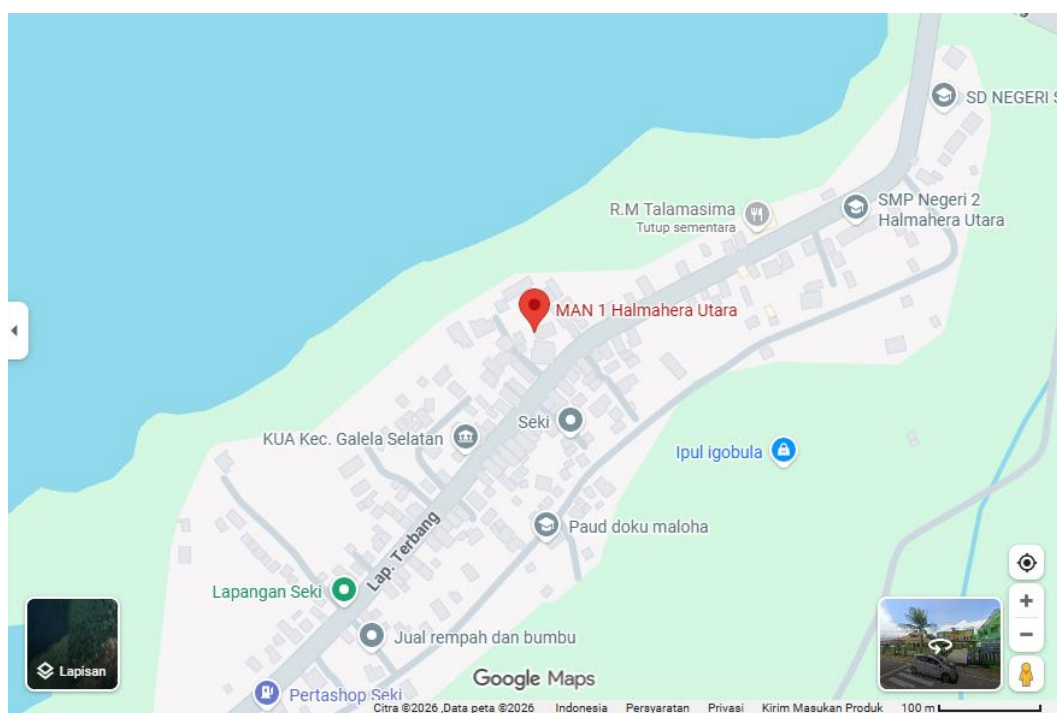 SD NEGERI S
SMP Negeri 2
Halmahera Utara
R.M Talamasima
Tutup sementara
MAN 1 Halmahera Utara
Seki
KUA Kec. Galela Selatan
Ipul igobula
Lap. Terbang
Paud doku maloha
Lapangan Seki
Jual rempah dan bumbu
Lapisan
Google Maps
Pertashop Seki
Citra ©2026 ,Data peta ©2026 Indonesia Persyaratan Privasi Kirim Masukan Produk 100 m